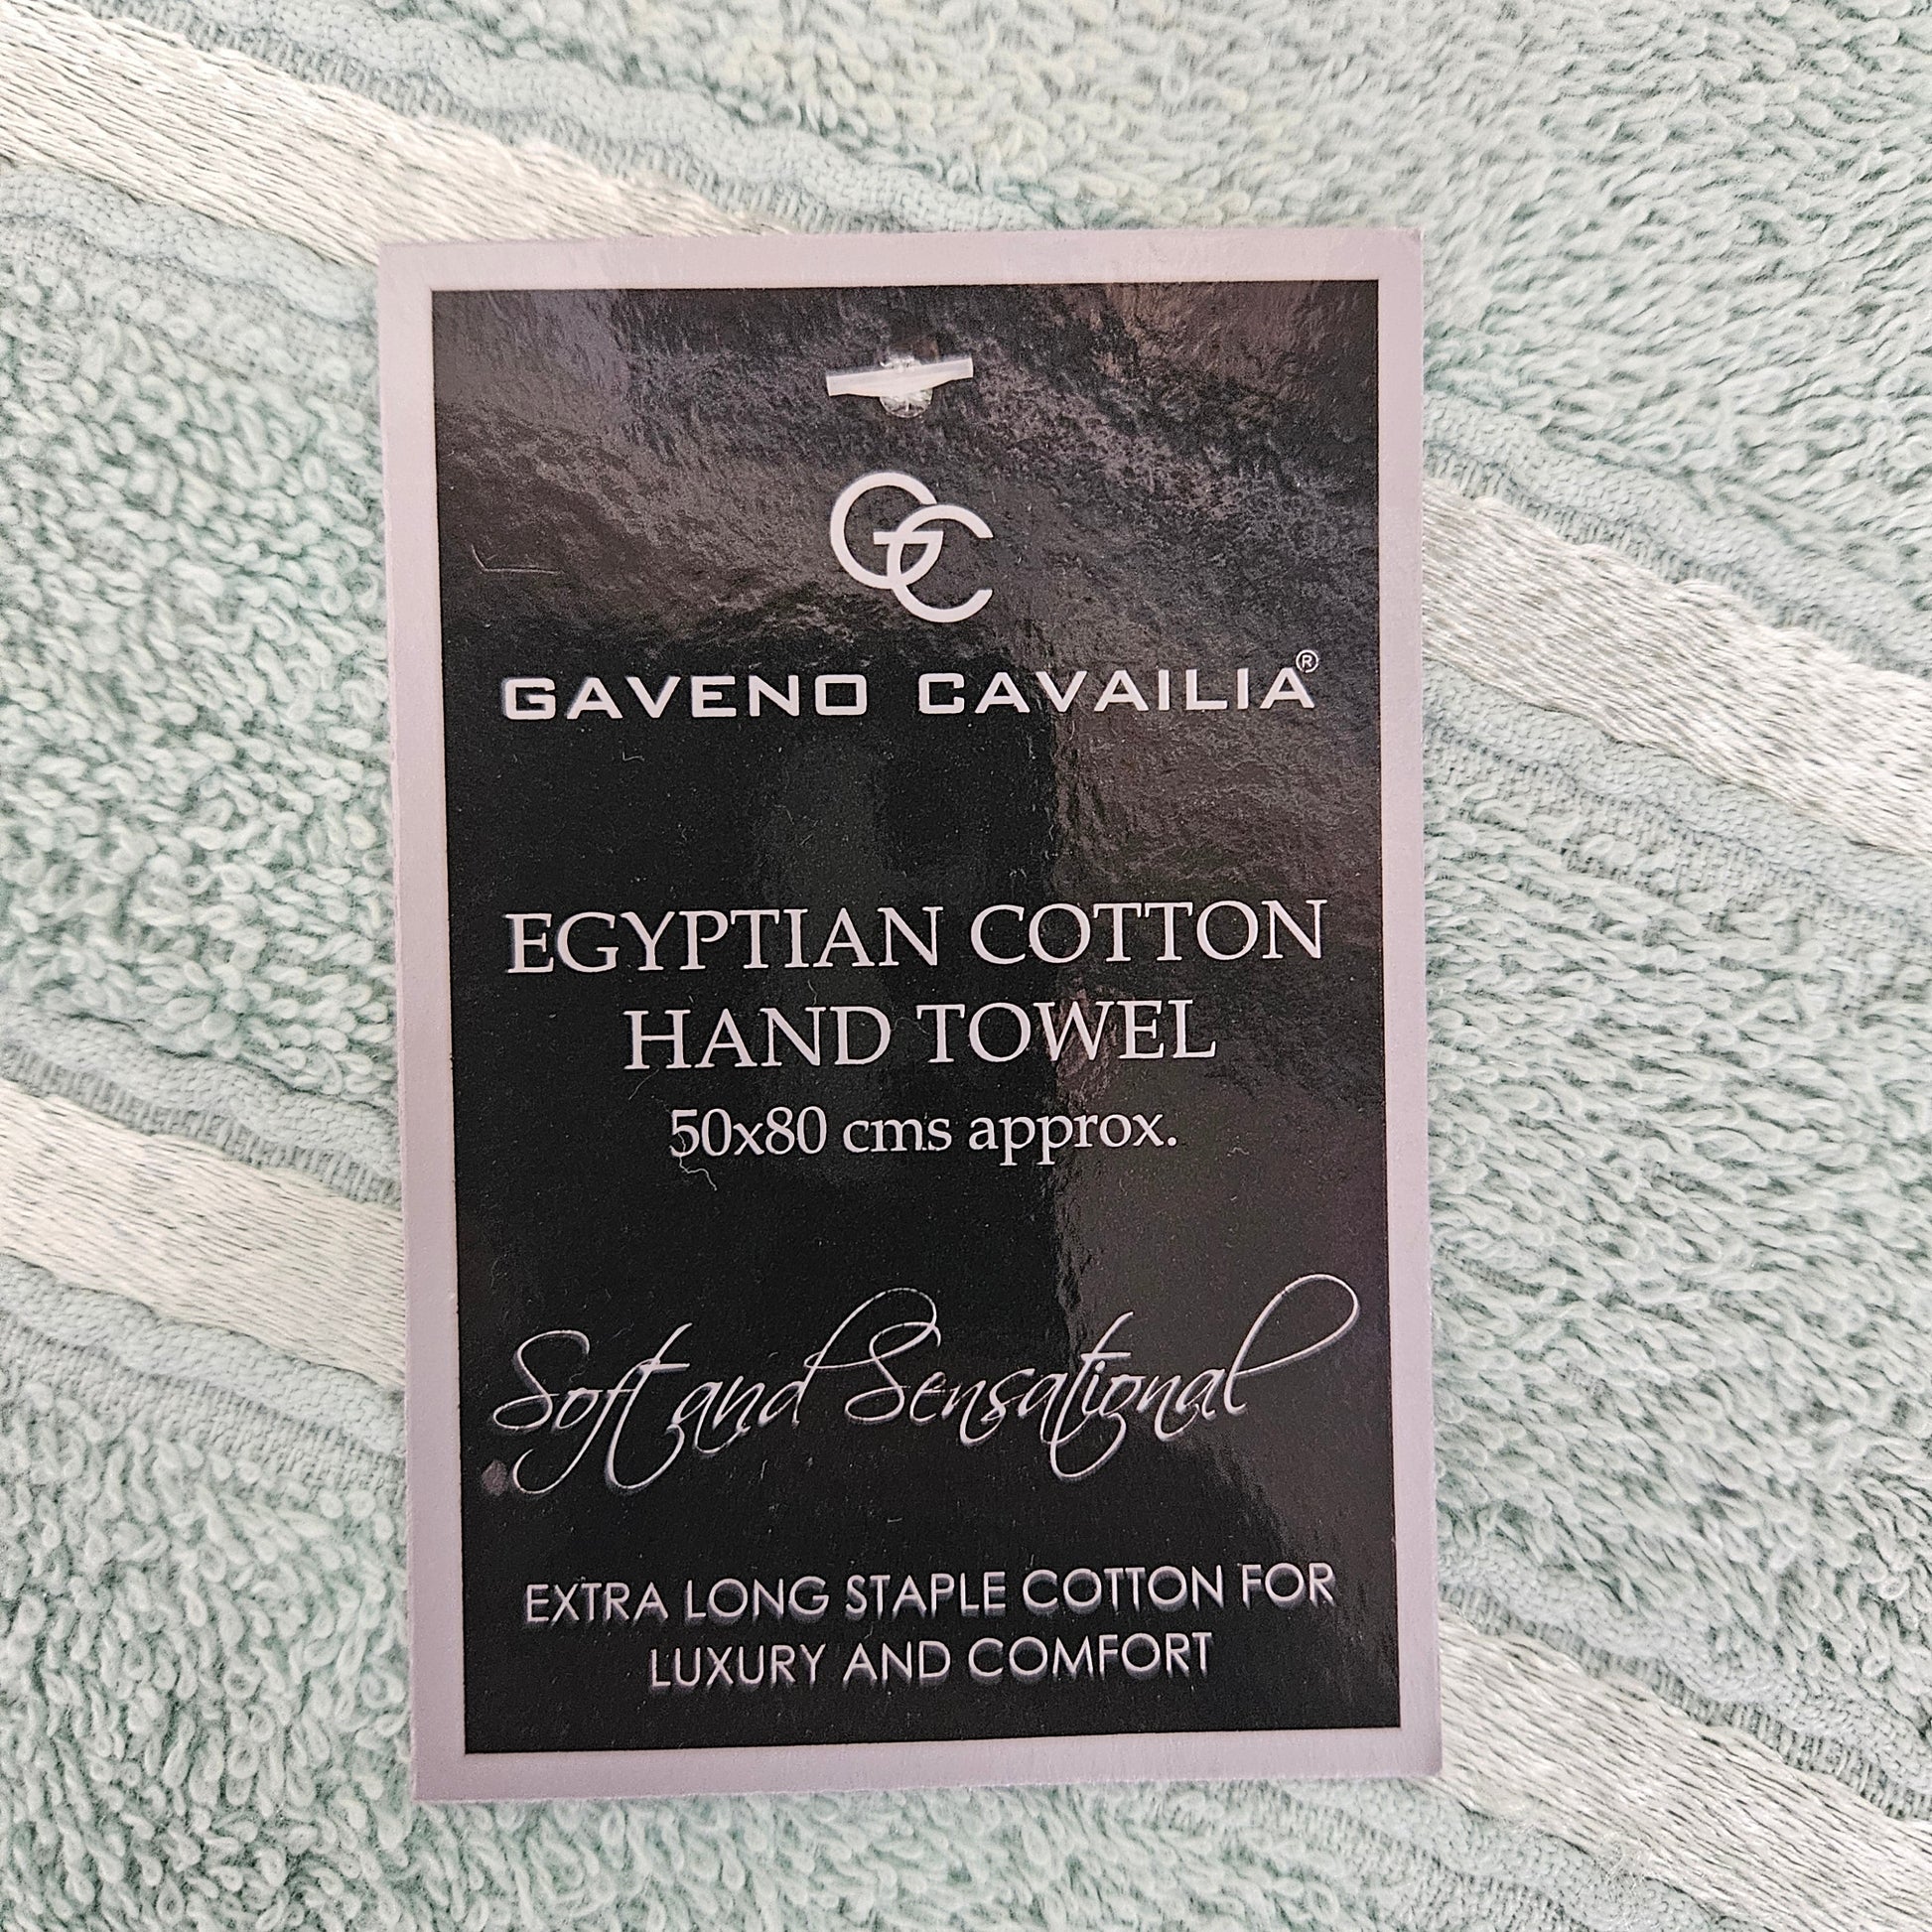 GC
GAVENO CAVAILIA®
EGYPTIAN COTTON
HAND TOWEL
50x80 cms approx.
Soft and Sensational
EXTRA LONG STAPLE COTTON FOR
LUXURY AND COMFORT